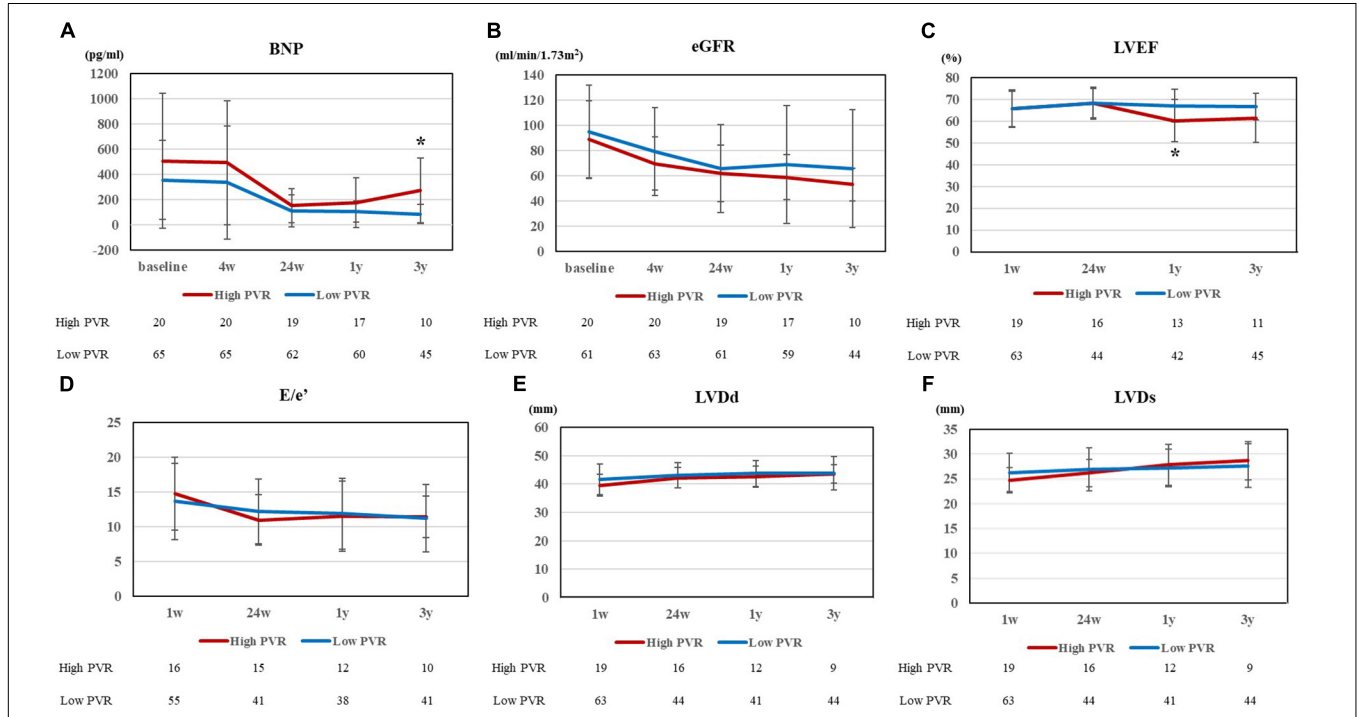 A
BNP
(pg/ml)
1200
1000
800
600
400
200
0
-200
*
baseline 4w 24w 1y 3y
High PVR Low PVR
High PVR 20 20 19 17 10
Low PVR 65 65 62 60 45
B
eGFR
(ml/min/1.73m²)
140
120
100
80
60
40
20
0
baseline 4w 24w 1y 3y
High PVR Low PVR
High PVR 20 20 19 17 10
Low PVR 61 63 61 59 44
C
LVEF
(%)
80
70
60
50
40
30
20
10
0
*
1w 24w 1y 3y
High PVR Low PVR
High PVR 19 16 13 11
Low PVR 63 44 42 45
D
E/e’
25
20
15
10
5
0
1w 24w 1y 3y
High PVR Low PVR
High PVR 16 15 12 10
Low PVR 55 41 38 41
E
LVDd
(mm)
60
50
40
30
20
10
0
1w 24w 1y 3y
High PVR Low PVR
High PVR 19 16 12 9
Low PVR 63 44 41 44
F
LVDs
(mm)
35
30
25
20
15
10
5
0
1w 24w 1y 3y
High PVR Low PVR
High PVR 19 16 12 9
Low PVR 63 44 41 44